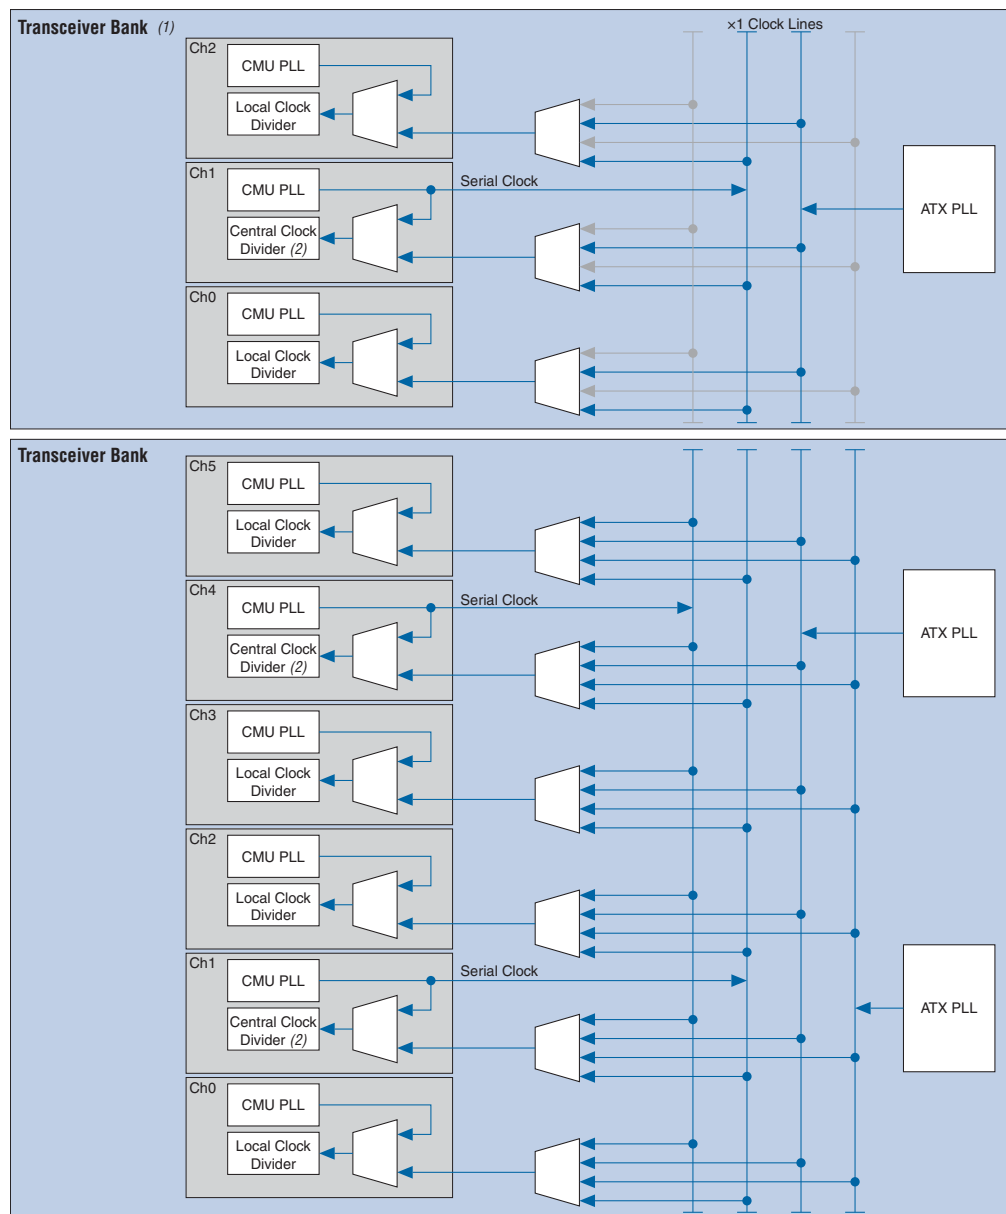 Transceiver Bank (1)
×1 Clock Lines
Ch2
CMU PLL
Local Clock
Divider
Ch1
CMU PLL
Serial Clock
Central Clock
Divider (2)
ATX PLL
Ch0
CMU PLL
Local Clock
Divider
Transceiver Bank
Ch5
CMU PLL
Local Clock
Divider
Ch4
CMU PLL
Serial Clock
Central Clock
Divider (2)
ATX PLL
Ch3
CMU PLL
Local Clock
Divider
Ch2
CMU PLL
Local Clock
Divider
Ch1
CMU PLL
Serial Clock
Central Clock
Divider (2)
ATX PLL
Ch0
CMU PLL
Local Clock
Divider